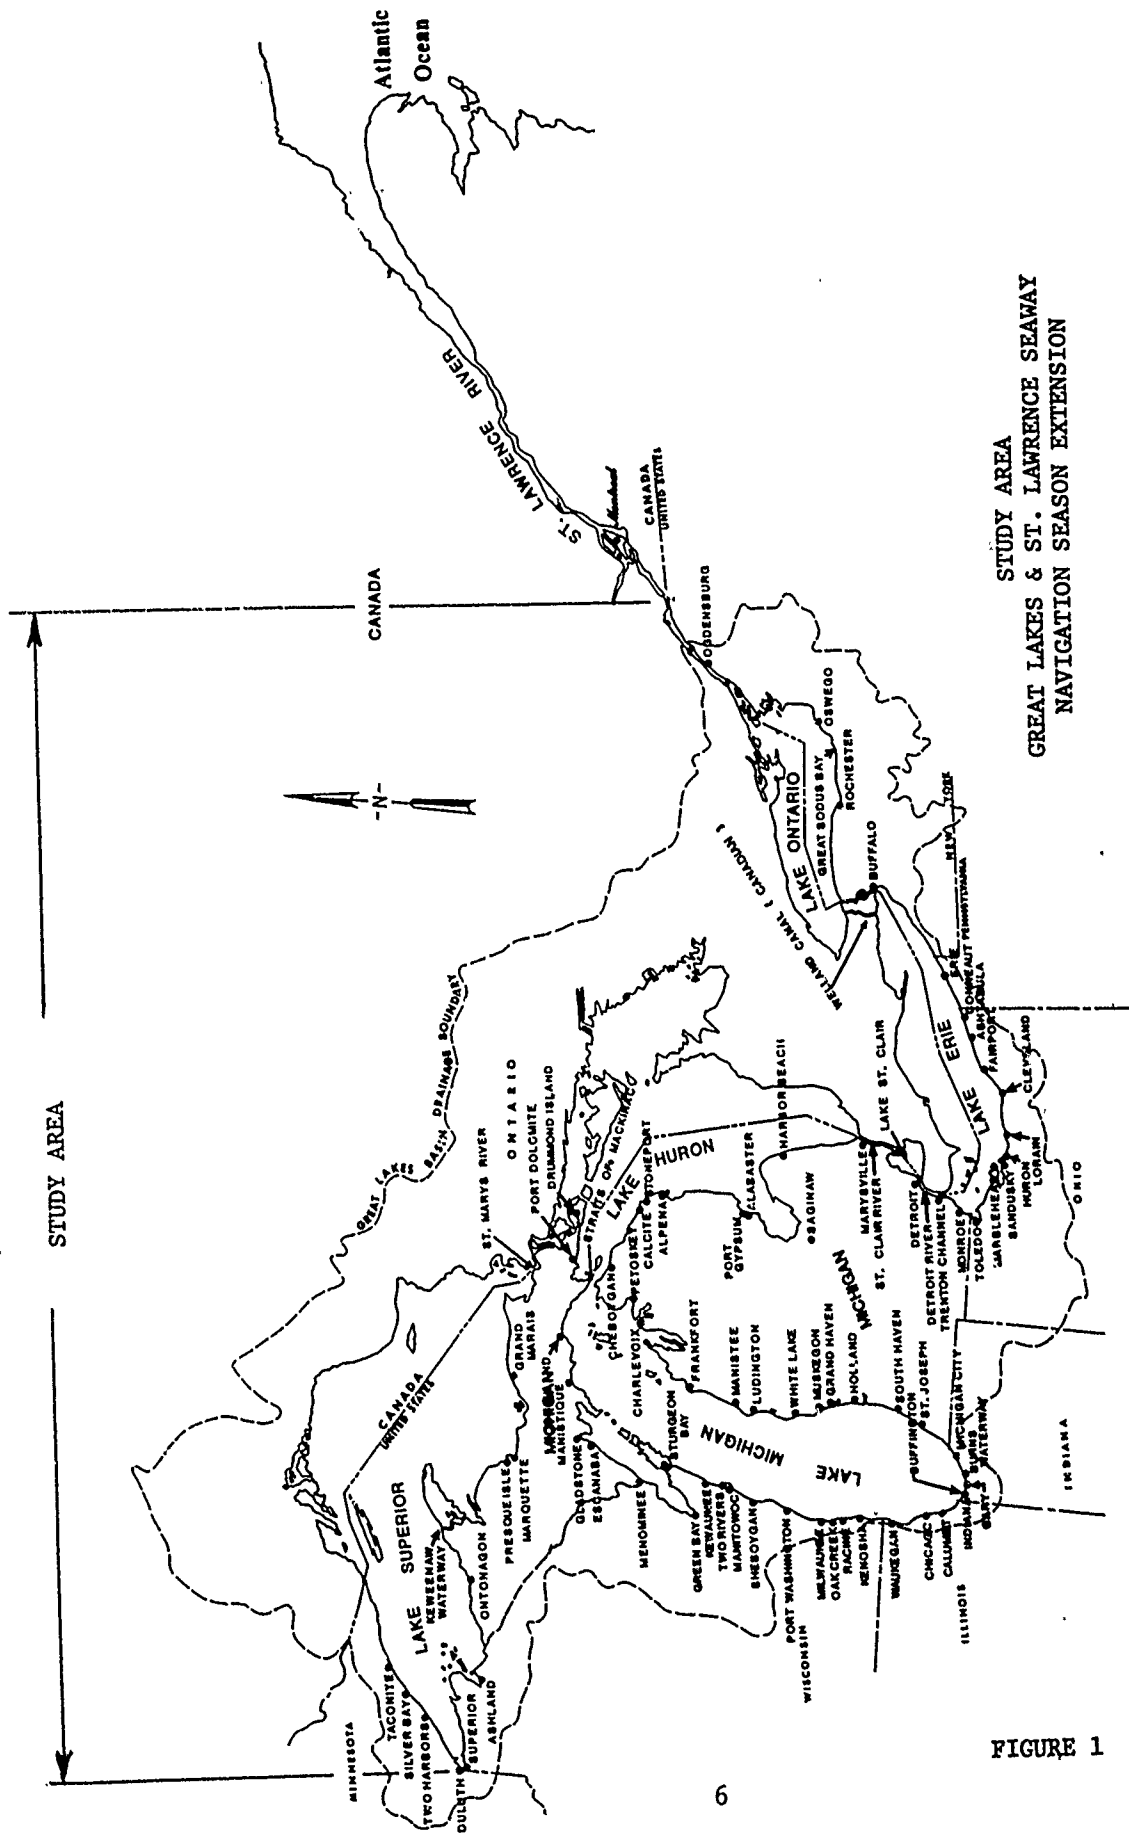 STUDY AREA
Atlantic
Ocean
ST. LAWRENCE RIVER
Montreal
CANADA
CANADA
UNITED STATES
-N-
OGDENSBURG
OSWEGO
GREAT SODUS BAY
ROCHESTER
LAKE ONTARIO
WELLAND CANAL ( CANADIAN )
BUFFALO
NEW YORK
PENNSYLVANIA
ERIE
CONNEAUT
ASHTABULA
FAIRPORT
CLEVELAND
LORAIN
HURON
SANDUSKY
MARBLEHEAD
TOLEDO
MONROE
OHIO
LAKE ERIE
GREAT LAKES BASIN DRAINAGE BOUNDARY
ONTARIO
ST. MARYS RIVER
PORT DOLOMITE
DRUMMOND ISLAND
STRAITS OF MACKINAC
LAKE HURON
STONEPORT
CALCITE
ALPENA
PETOSKEY
CHEBOYGAN
CHARLEVOIX
ALABASTER
PORT
GYPSUM
HARBOR BEACH
SAGINAW
MARYSVILLE
ST. CLAIR RIVER
LAKE ST. CLAIR
DETROIT
DETROIT RIVER
TRENTON CHANNEL
MICHIGAN
CANADA
UNITED STATES
GRAND
MARAIS
MICHIGAN
MANISTIQUE
GLADSTONE
ESCANABA
MENOMINEE
STURGEON
BAY
FRANKFORT
MANISTEE
LUDINGTON
WHITE LAKE
MUSKEGON
GRAND HAVEN
HOLLAND
SOUTH HAVEN
ST. JOSEPH
BUFFINGTON
MICHIGAN CITY
BURNS
WATERWAY
INDIANA
GARY
INDIANA
LAKE MICHIGAN
GREEN BAY
KEWAUNEE
TWO RIVERS
MANITOWOC
SHEBOYGAN
PORT WASHINGTON
WISCONSIN
MILWAUKEE
OAK CREEK
RACINE
KENOSHA
WAUKEGAN
CHICAGO
CALUMET
ILLINOIS
LAKE SUPERIOR
KEWEENAW
WATERWAY
PRESQUE ISLE
MARQUETTE
ONTONAGON
MINNESOTA
TACONITE
SILVER BAY
TWO HARBORS
DULUTH
SUPERIOR
ASHLAND
STUDY AREA
GREAT LAKES & ST. LAWRENCE SEAWAY
NAVIGATION SEASON EXTENSION
FIGURE 1
6